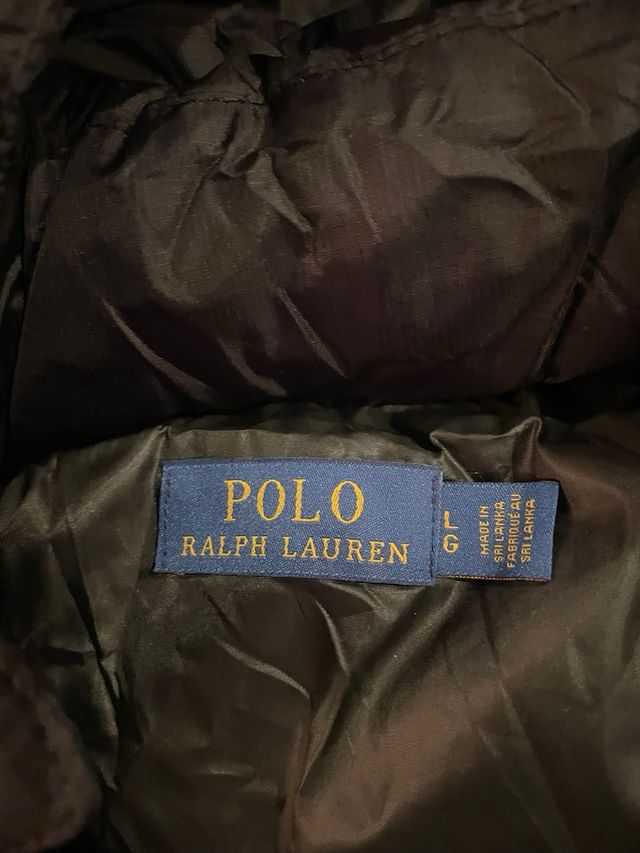 POLO
RALPH LAUREN
L
G
MADE IN
SRI LANKA
FABRIQUÉ AU
SRI LANKA